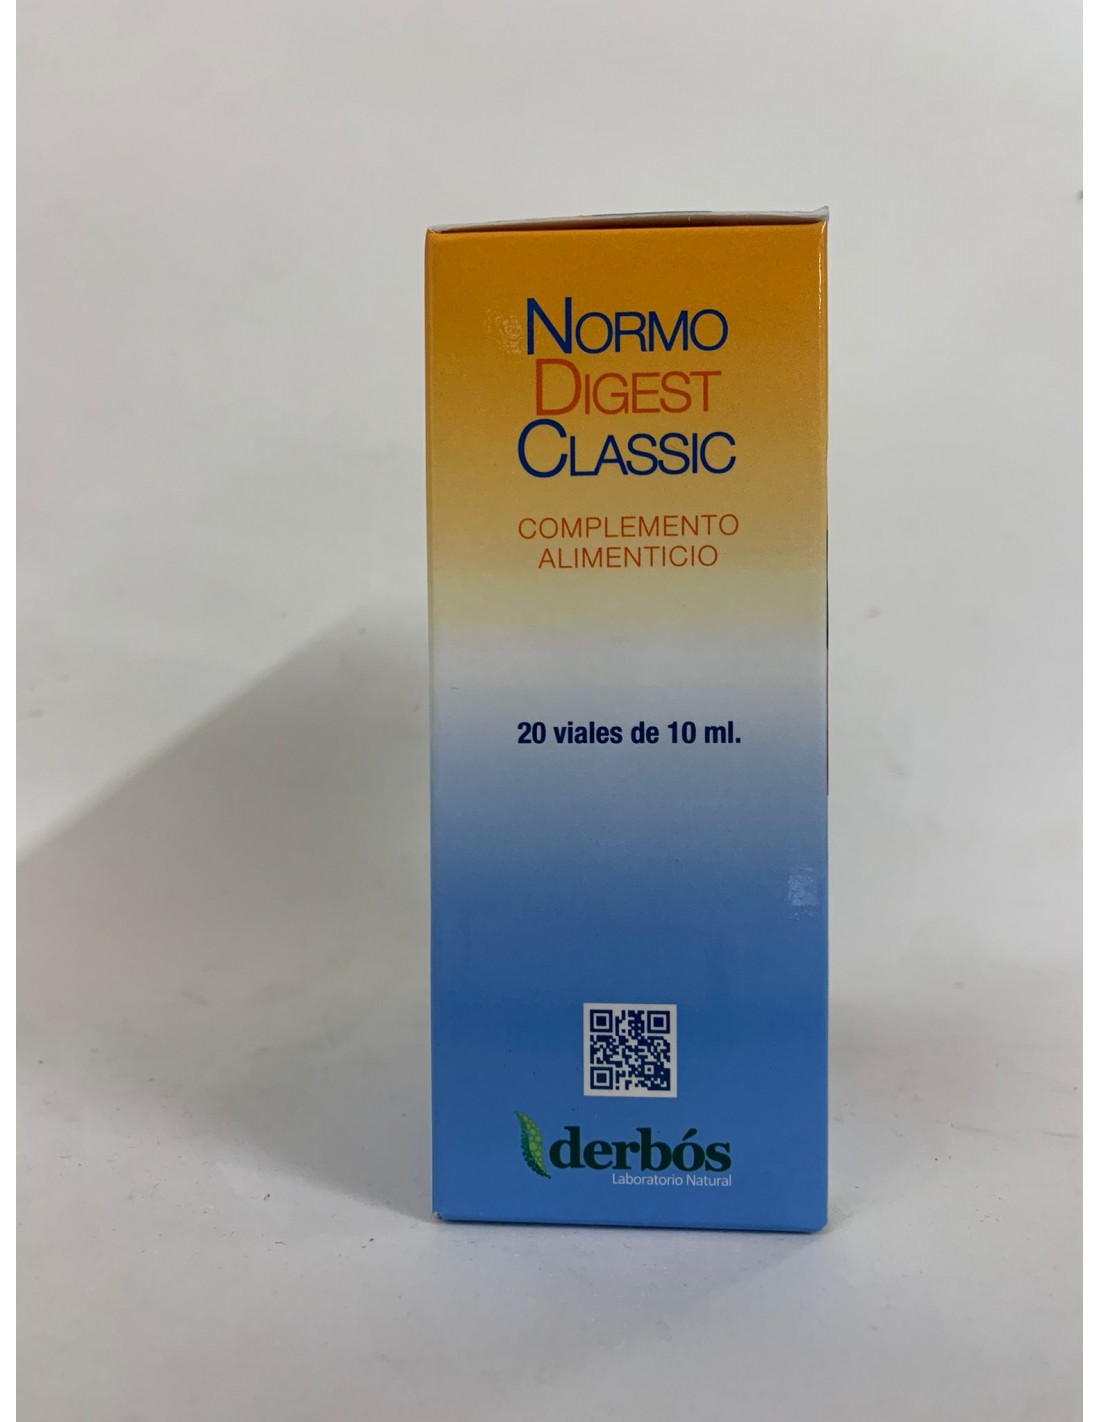 NORMO
DIGEST
CLASSIC
COMPLEMENTO
ALIMENTICIO
20 viales de 10 ml.
derbós
Laboratorio Natural